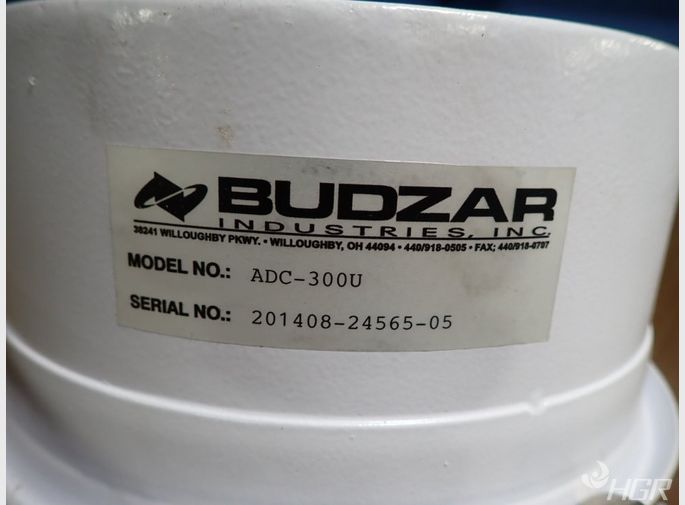 BUDZAR
INDUSTRIES, INC.
38241 WILLOUGHBY PKWY. • WILLOUGHBY, OH 44094 • 440/918-0505 • FAX; 440/918-0707
MODEL NO.: ADC-300U
SERIAL NO.: 201408-24565-05
HGR